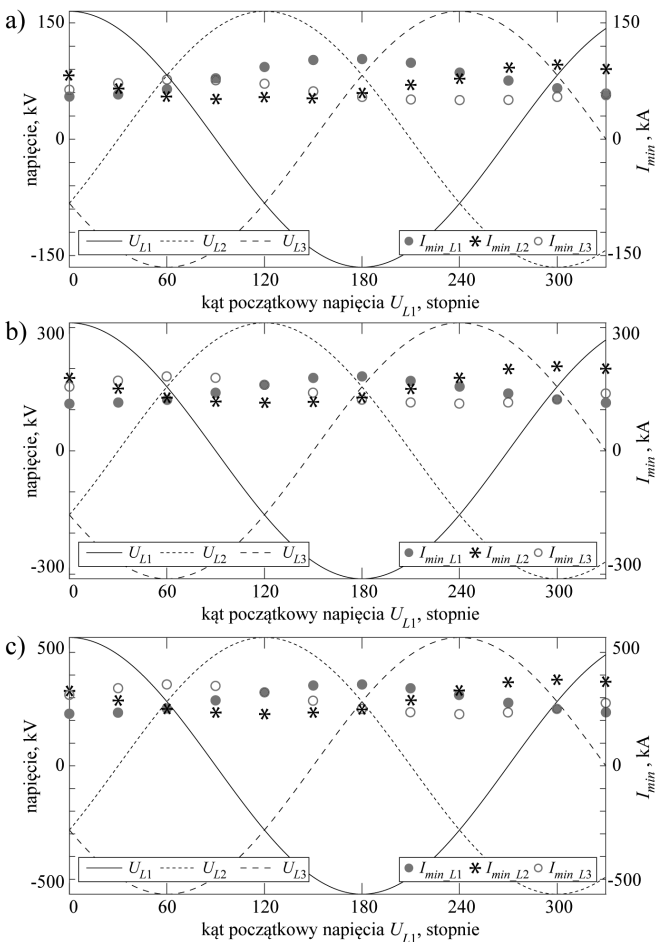 a)
150
0
-150
napięcie, kV
150
0
-150
I_min , kA
U_L1 U_L2 U_L3
I_min_L1 I_min_L2 I_min_L3
0 60 120 180 240 300
kąt początkowy napięcia U_L1, stopnie
b)
300
0
-300
napięcie, kV
300
0
-300
I_min , kA
U_L1 U_L2 U_L3
I_min_L1 I_min_L2 I_min_L3
0 60 120 180 240 300
kąt początkowy napięcia U_L1, stopnie
c)
500
0
-500
napięcie, kV
500
0
-500
I_min , kA
U_L1 U_L2 U_L3
I_min_L1 I_min_L2 I_min_L3
0 60 120 180 240 300
kąt początkowy napięcia U_L1, stopnie